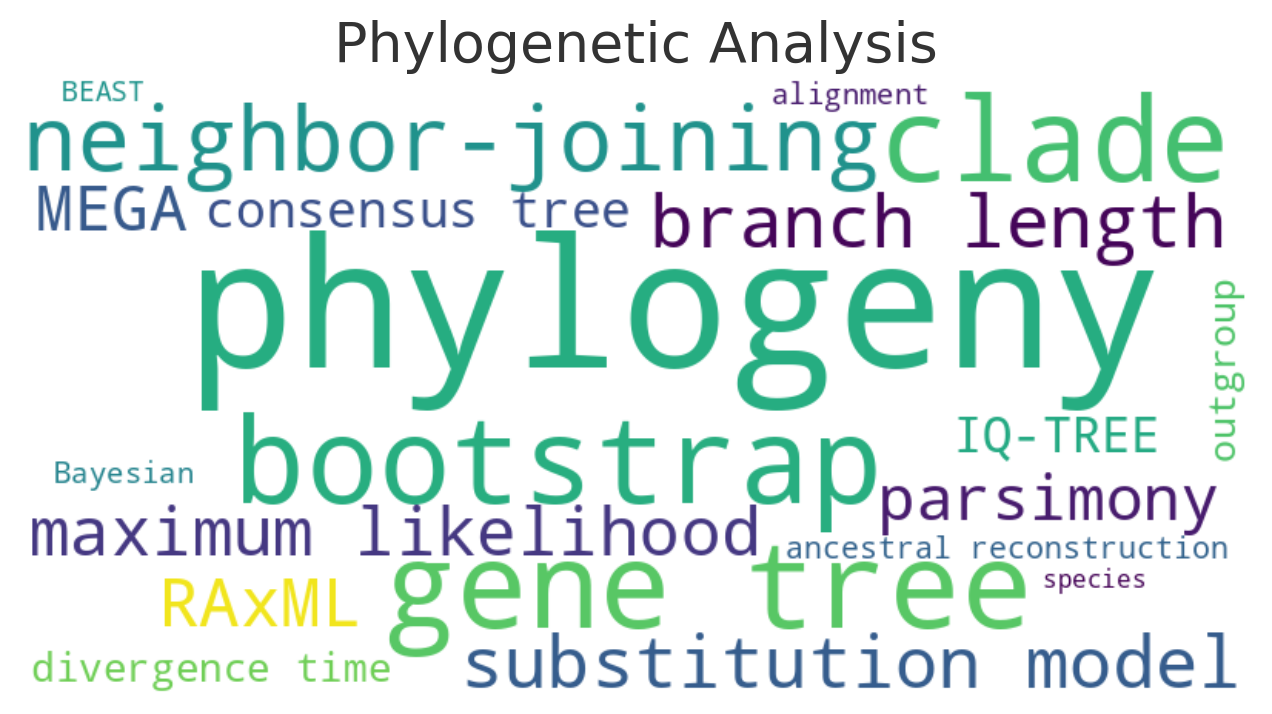 Phylogenetic Analysis
BEAST
alignment
neighbor-joining
clade
MEGA
consensus tree
branch length
phylogeny
outgroup
bootstrap
IQ-TREE
Bayesian
parsimony
maximum likelihood
ancestral reconstruction
gene tree
species
RAxML
divergence time
substitution model